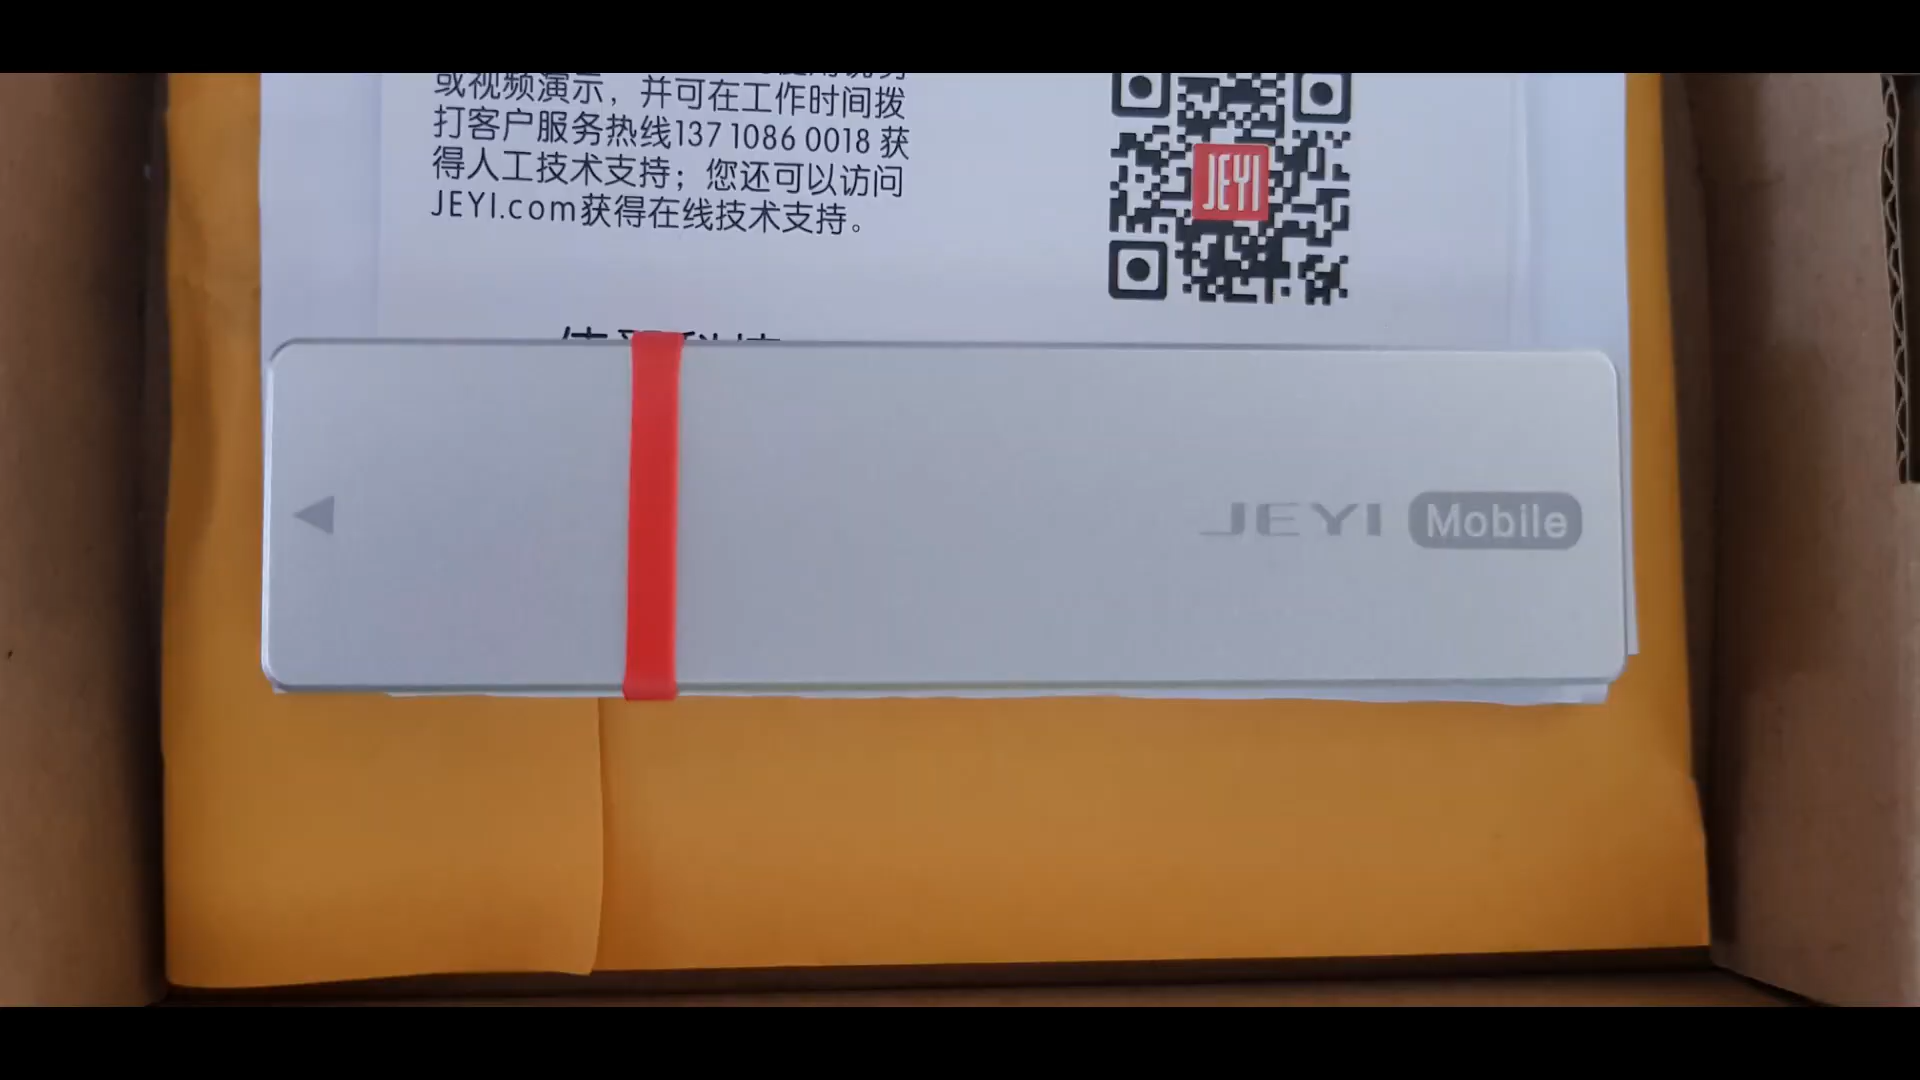 或视频演示，并可在工作时间拨
打客户服务热线137 1086 0018 获
得人工技术支持；您还可以访问
JEYI.com获得在线技术支持。
JEYI
JEYI Mobile